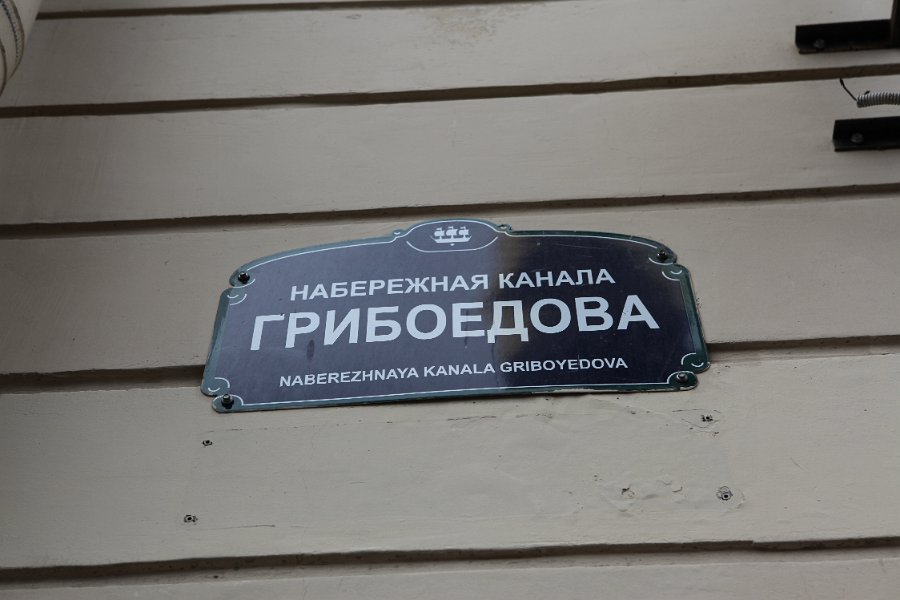 НАБЕРЕЖНАЯ КАНАЛА
ГРИБОЕДОВА
NABEREZHNAYA KANALA GRIBOYEDOVA